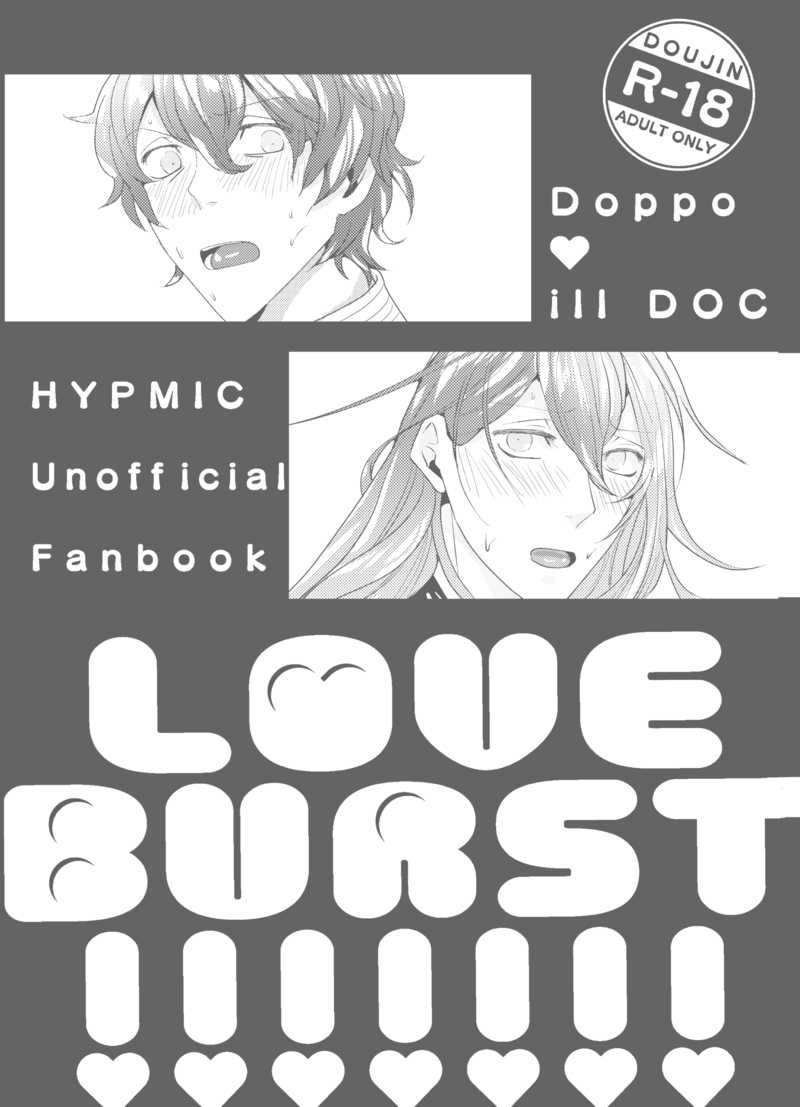 DOUJIN
R-18
ADULT ONLY
Doppo
♥
ill DOC
HYPMIC
Unofficial
Fanbook
LOVE
BURST
!!!!!!!